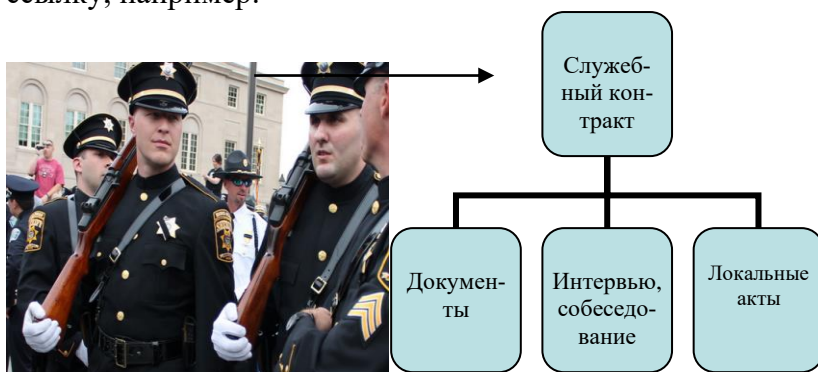 ссылку, например:
Служеб-
ный кон-
тракт
Докумен-
ты
Интервью,
собеседо-
вание
Локальные
акты